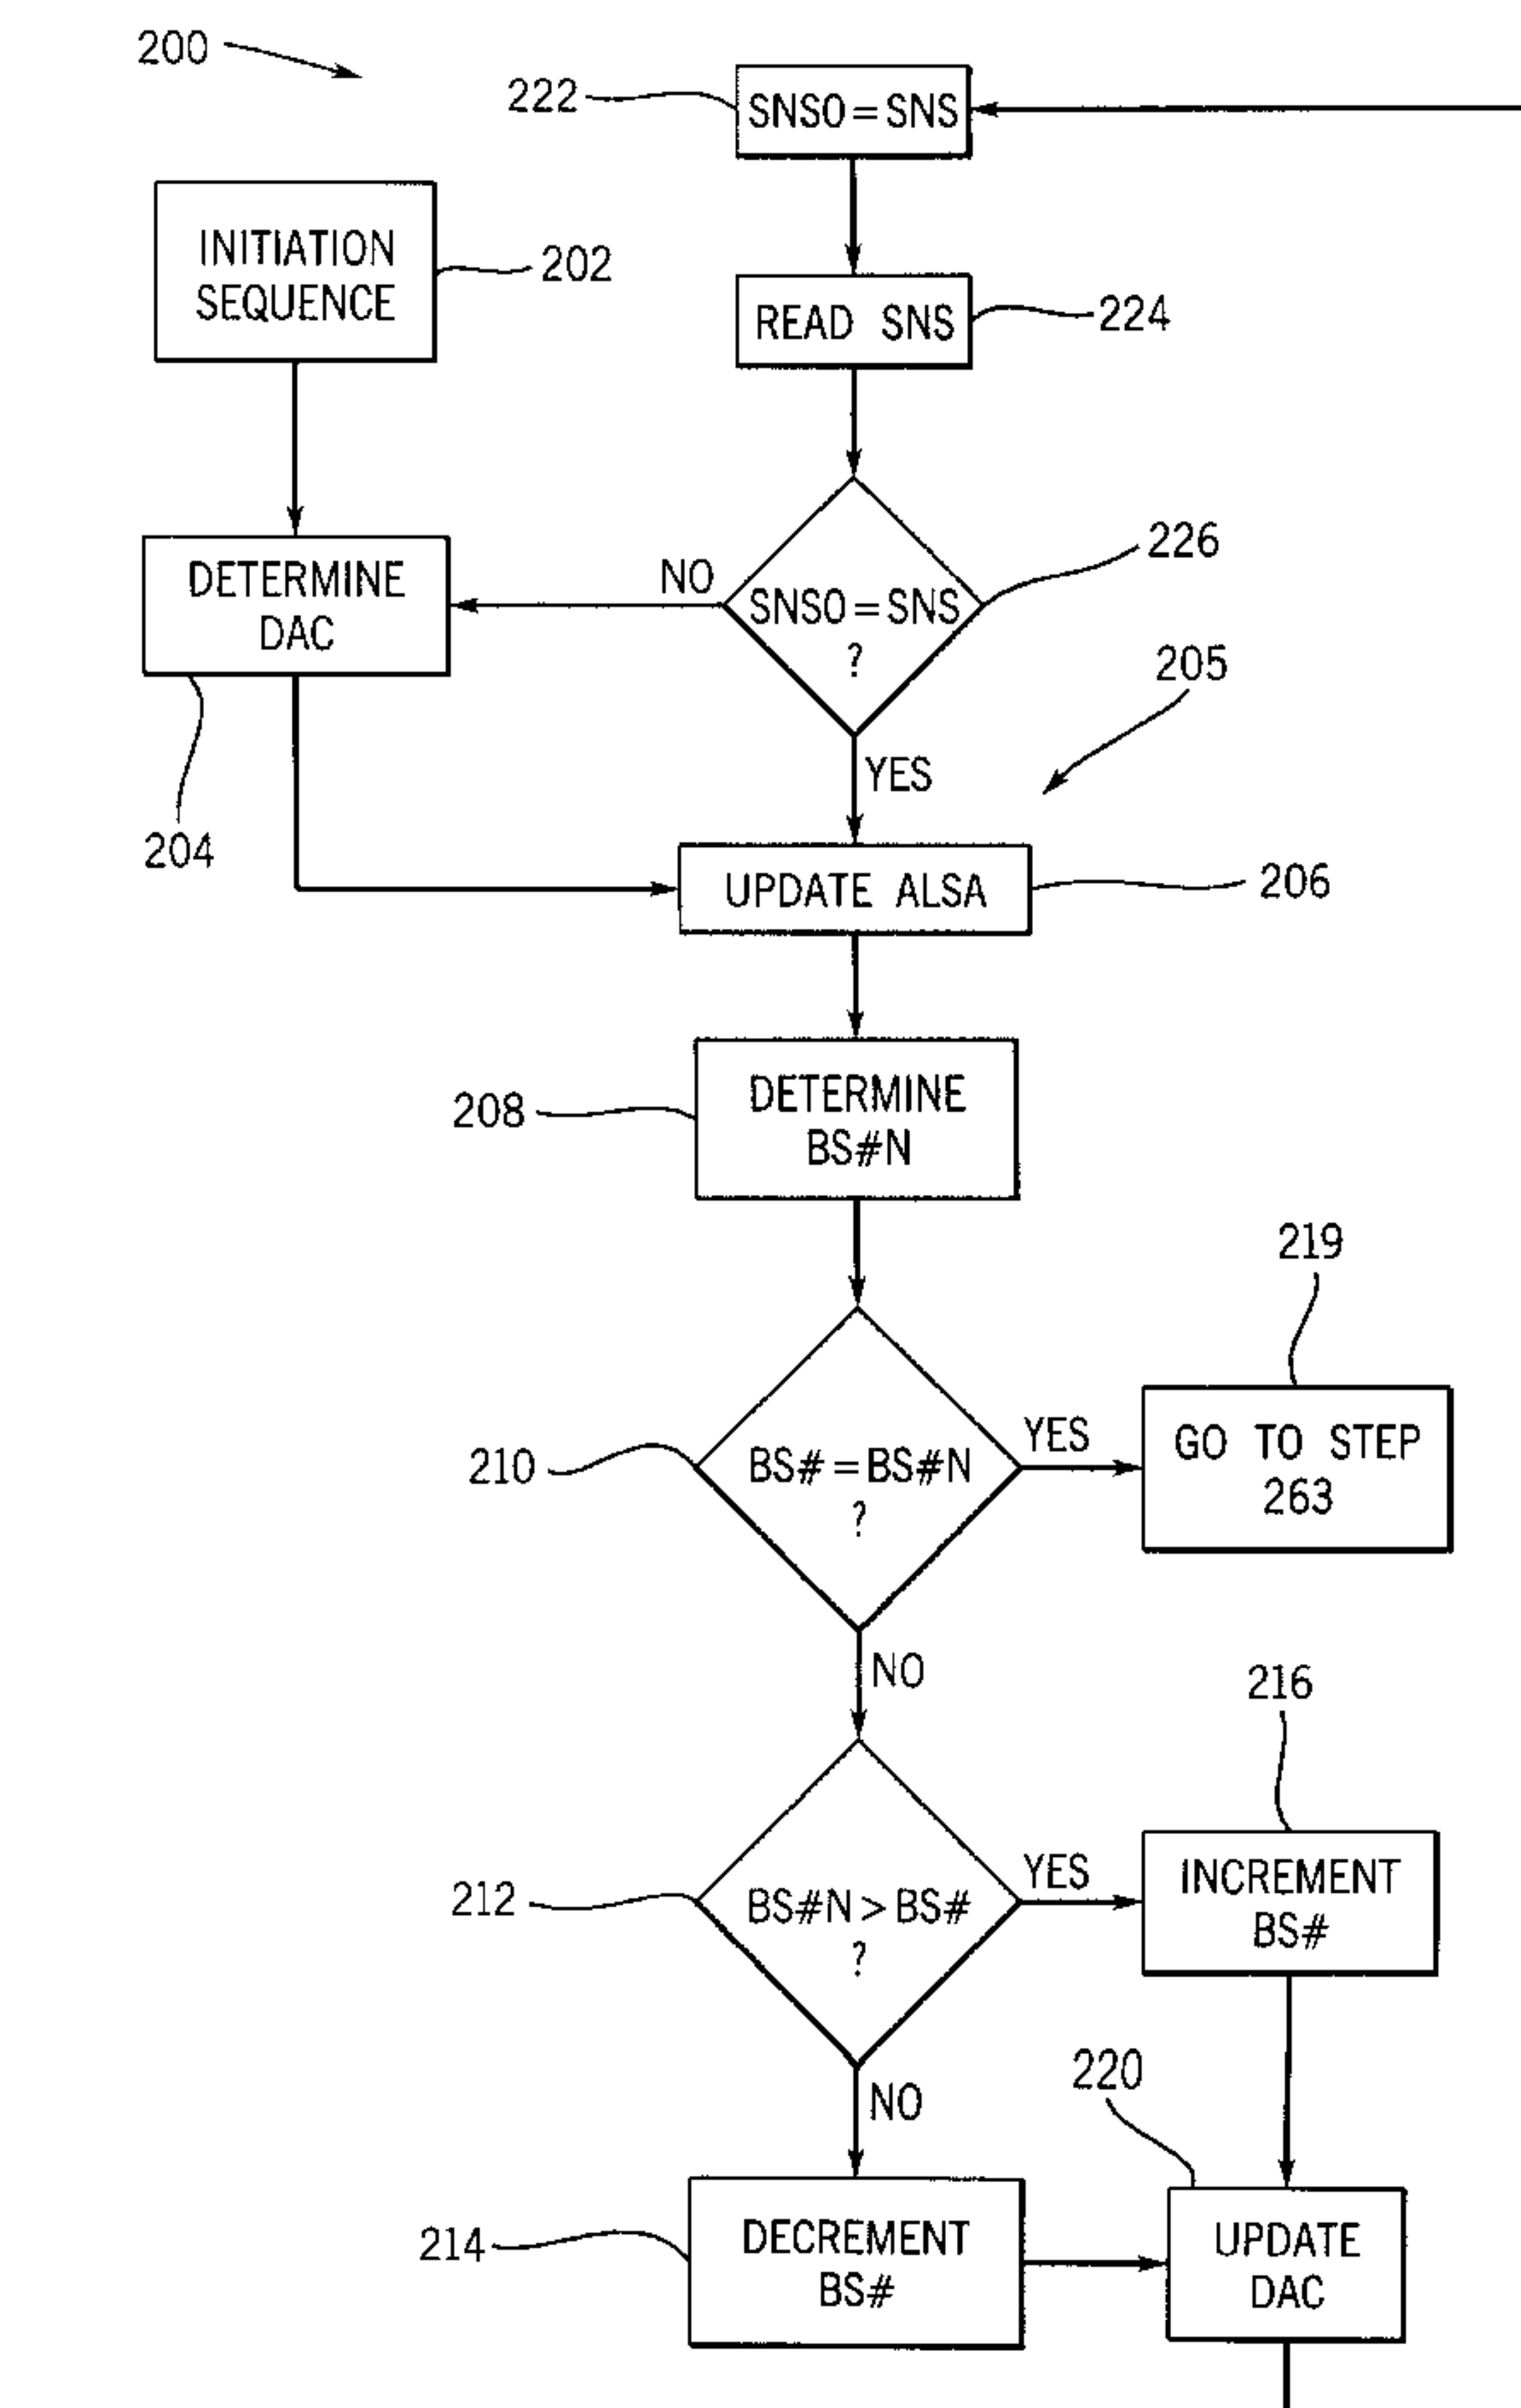 200
222
SNSO = SNS
INITIATION
SEQUENCE
202
READ SNS
224
DETERMINE
DAC
NO
SNSO = SNS
?
226
205
YES
204
UPDATE ALSA
206
208
DETERMINE
BS#N
219
210
BS# = BS#N
?
YES
GO TO STEP
263
NO
216
212
BS#N > BS#
?
YES
INCREMENT
BS#
NO
220
214
DECREMENT
BS#
UPDATE
DAC